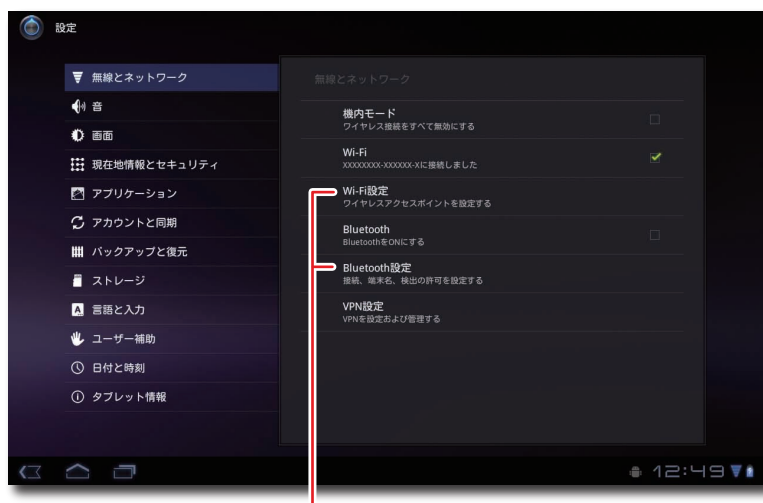 設定
無線とネットワーク
音
画面
現在地情報とセキュリティ
アプリケーション
アカウントと同期
バックアップと復元
ストレージ
言語と入力
ユーザー補助
日付と時刻
タブレット情報
無線とネットワーク
機内モード
ワイヤレス接続をすべて無効にする
Wi-Fi
XXXXXXXX-XXXXXX-Xに接続しました
Wi-Fi設定
ワイヤレスアクセスポイントを設定する
Bluetooth
BluetoothをONにする
Bluetooth設定
接続、端末名、検出の許可を設定する
VPN設定
VPNを設定および管理する
12:49